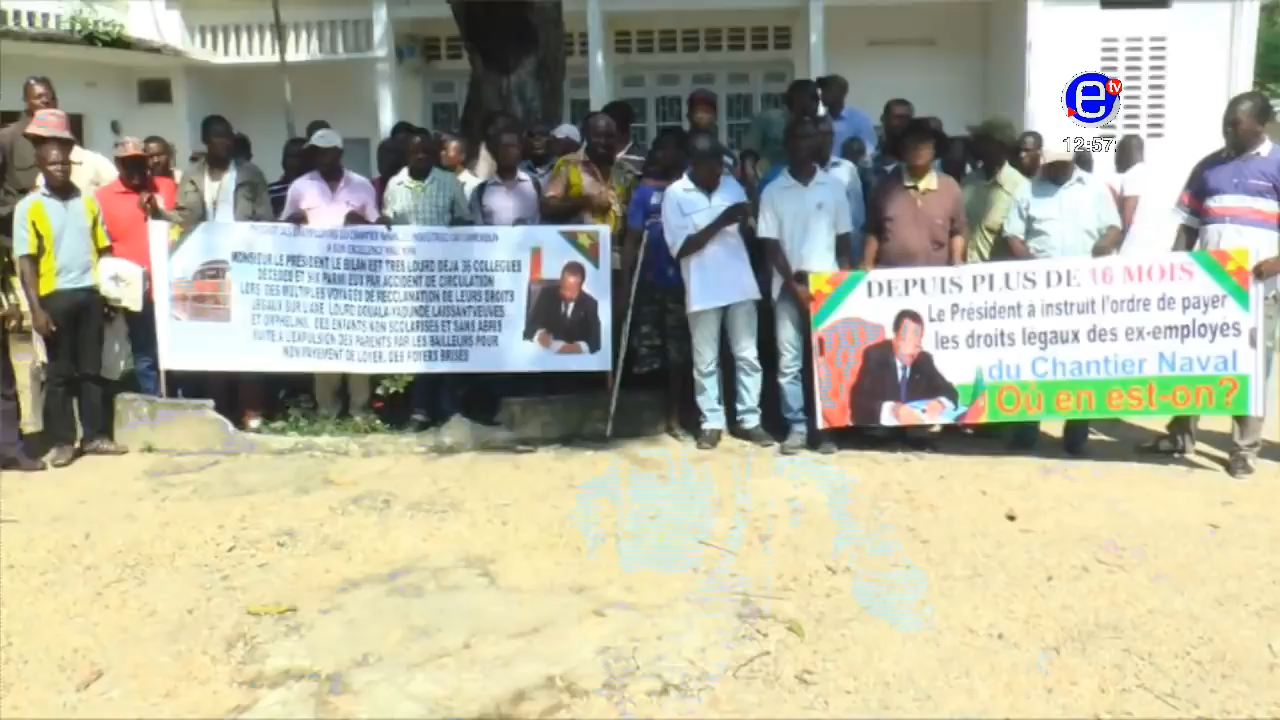 MONSIEUR LE PRÉSIDENT LE BILAN EST TRES LOURD DEJA 36 COLLEGUES
DECEDES ET SIX PARMI EUX PAR ACCIDENT DE CIRCULATION
LORS DES MULTIPLES VOYAGES DE RECCLANATION DE LEURS DROITS
LEGAUX SUR L'AXE LOURD DOUALA-YAOUNDE LAISSANT VEUVES
ET ORPHELINS, DES ENFANTS NON SCOLARISES ET SANS ABRIS
SUITE A L'EXPULSION DES PARENTS PAR LES BAILLEURS POUR
NON PAYEMENT DE LOYER, DES FOYERS BRISES
DEPUIS PLUS DE 16 MOIS
Le Président à instruit l'ordre de payer
les droits legaux des ex-employés
du Chantier Naval
Où en est-on?
e tv
12:57